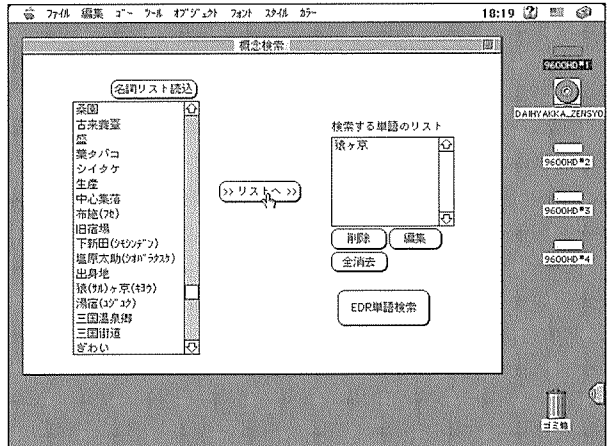 ファイル 編集 ゴー ツール オブジェクト フォント スタイル カラー 18:19
概念検索
名詞リスト読込
桑園
古来養蚕
盛
葉タバコ
シイタケ
生産
中心集落
布施(フセ)
旧宿場
下新田(シモシンデン)
塩原太助(シオバラタスケ)
出身地
猿(サル)ヶ京(キヨウ)
湯宿(ユジユク)
三国温泉郷
三国街道
ぎわい
>> リストへ >>
検索する単語のリスト
猿ヶ京
削除
編集
全消去
EDR単語検索
9600HD#1
DAIHYAKKA_ZENSYO
9600HD#2
9600HD#3
9600HD#4
ゴミ箱